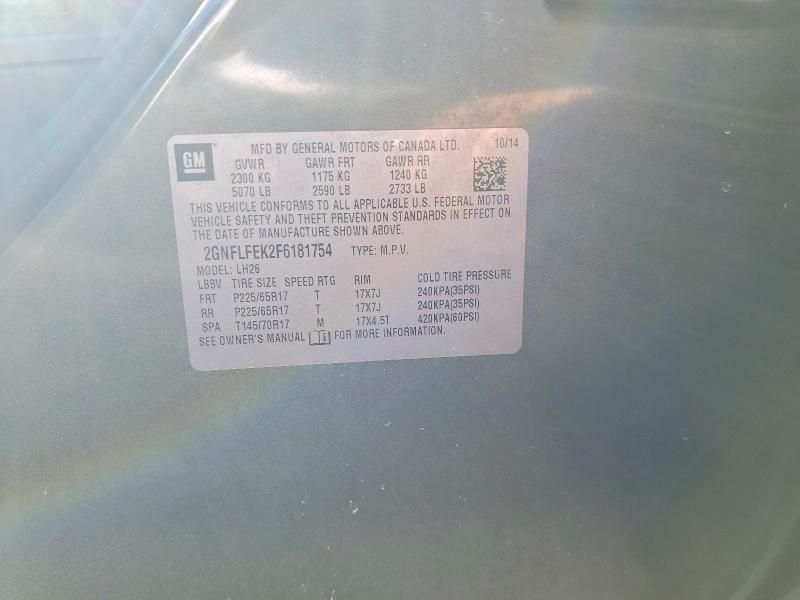 GM
MFD BY GENERAL MOTORS OF CANADA LTD. 10/14
GVWR GAWR FRT GAWR RR
2300 KG 1175 KG 1240 KG
5070 LB 2590 LB 2733 LB
THIS VEHICLE CONFORMS TO ALL APPLICABLE U.S. FEDERAL MOTOR
VEHICLE SAFETY AND THEFT PREVENTION STANDARDS IN EFFECT ON
THE DATE OF MANUFACTURE SHOWN ABOVE.
2GNFLFEK2F6181754 TYPE: M.P.V.
MODEL: LH26
LBBV TIRE SIZE SPEED RTG RIM COLD TIRE PRESSURE
FRT P225/65R17 T 17X7J 240KPA(35PSI)
RR P225/65R17 T 17X7J 240KPA(35PSI)
SPA T145/70R17 M 17X4.5T 420KPA(60PSI)
SEE OWNER'S MANUAL FOR MORE INFORMATION.